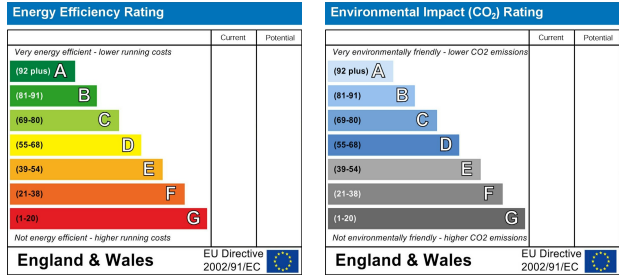 Energy Efficiency Rating
Current Potential
Very energy efficient - lower running costs
(92 plus) A
(81-91) B
(69-80) C
(55-68) D
(39-54) E
(21-38) F
(1-20) G
Not energy efficient - higher running costs
England & Wales
EU Directive
2002/91/EC
Environmental Impact (CO₂) Rating
Current Potential
Very environmentally friendly - lower CO2 emissions
(92 plus) A
(81-91) B
(69-80) C
(55-68) D
(39-54) E
(21-38) F
(1-20) G
Not environmentally friendly - higher CO2 emissions
England & Wales
EU Directive
2002/91/EC